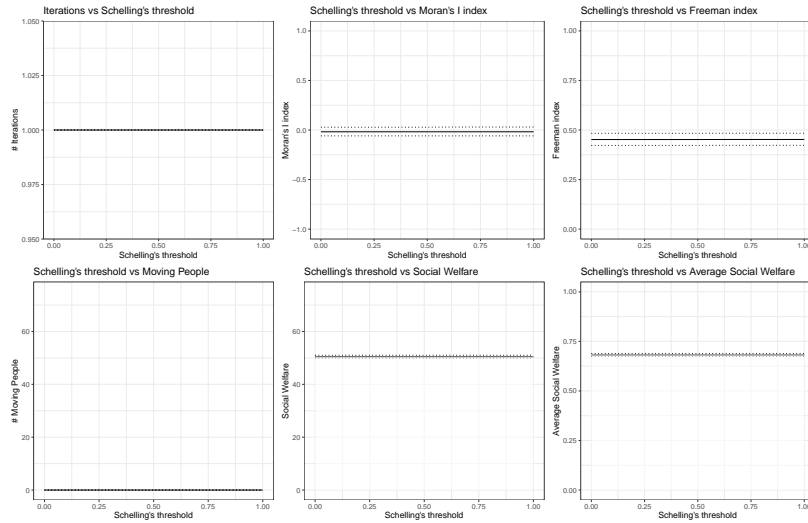 Iterations vs Schelling's threshold
1.050
1.025
1.000
0.975
0.950
# Iterations
0.00 0.25 0.50 0.75 1.00
Schelling's threshold
Schelling's threshold vs Moran's I index
1.0
0.5
0.0
−0.5
−1.0
Moran's I index
0.00 0.25 0.50 0.75 1.00
Schelling's threshold
Schelling's threshold vs Freeman index
1.00
0.75
0.50
0.25
0.00
Freeman index
0.00 0.25 0.50 0.75 1.00
Schelling's threshold
Schelling's threshold vs Moving People
60
40
20
0
# Moving People
0.00 0.25 0.50 0.75 1.00
Schelling's threshold
Schelling's threshold vs Social Welfare
60
40
20
0
Social Welfare
0.00 0.25 0.50 0.75 1.00
Schelling's threshold
Schelling's threshold vs Average Social Welfare
1.00
0.75
0.50
0.25
0.00
Average Social Welfare
0.00 0.25 0.50 0.75 1.00
Schelling's threshold